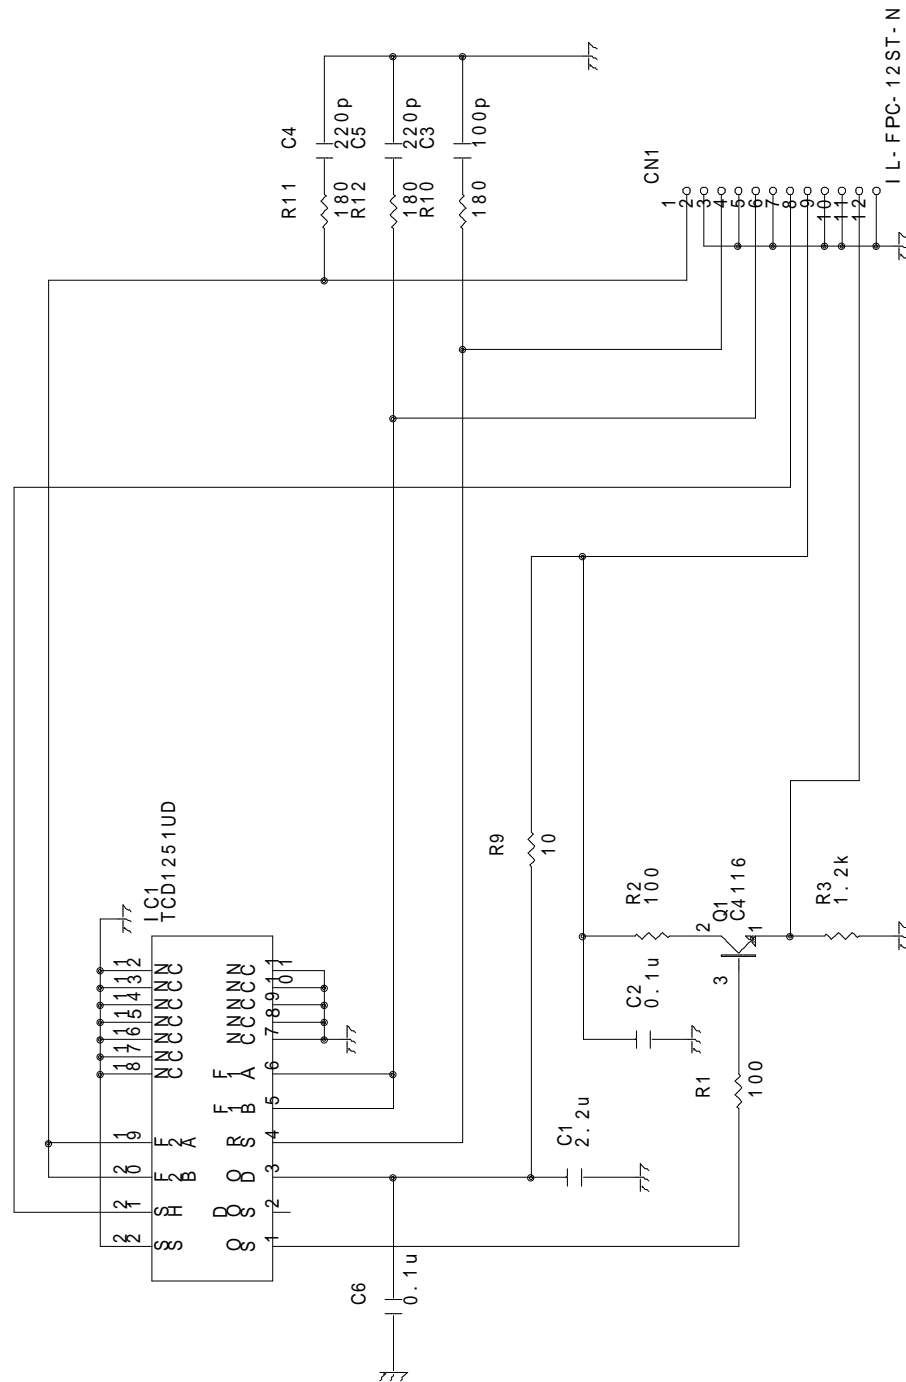 C4
220p
R11
180
C5
220p
R12
180
C3
100p
R10
180
CN1
1
2
3
4
5
6
7
8
9
10
11
12
IL-FPC-12ST-N
R9
10
IC1
TCD1251UD
12
13
14
15
16
17
18
19
20
21
22
NC
NC
NC
NC
NC
NC
NC
F2A
F2B
SH
SS
NC
NC
NC
NC
NC
F1A
F1B
RS
OD
DOS
OS
11
10
9
8
7
6
5
4
3
2
1
R2
100
Q1
C4116
2
1
3
R3
1.2k
C2
0.1u
R1
100
C1
2.2u
C6
0.1u